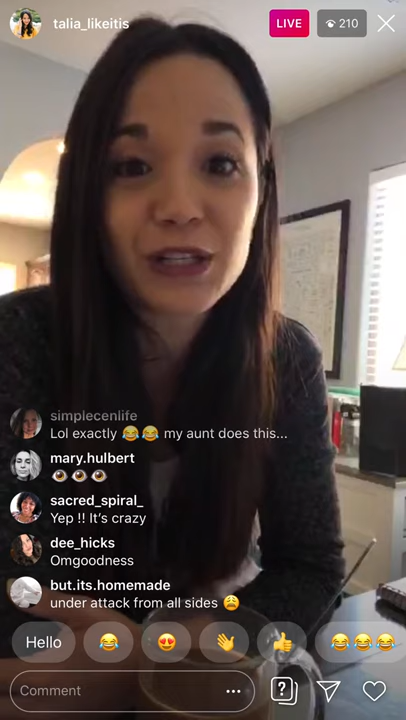 talia_likeitis
LIVE
210
simplecenlife
Lol exactly 😂😂 my aunt does this...
mary.hulbert
👁👁👁
sacred_spiral_
Yep !! It's crazy
dee_hicks
Omgoodness
but.its.homemade
under attack from all sides 😩
Hello 😂 😍 👋 👍 😂😂😂
Comment ...
?